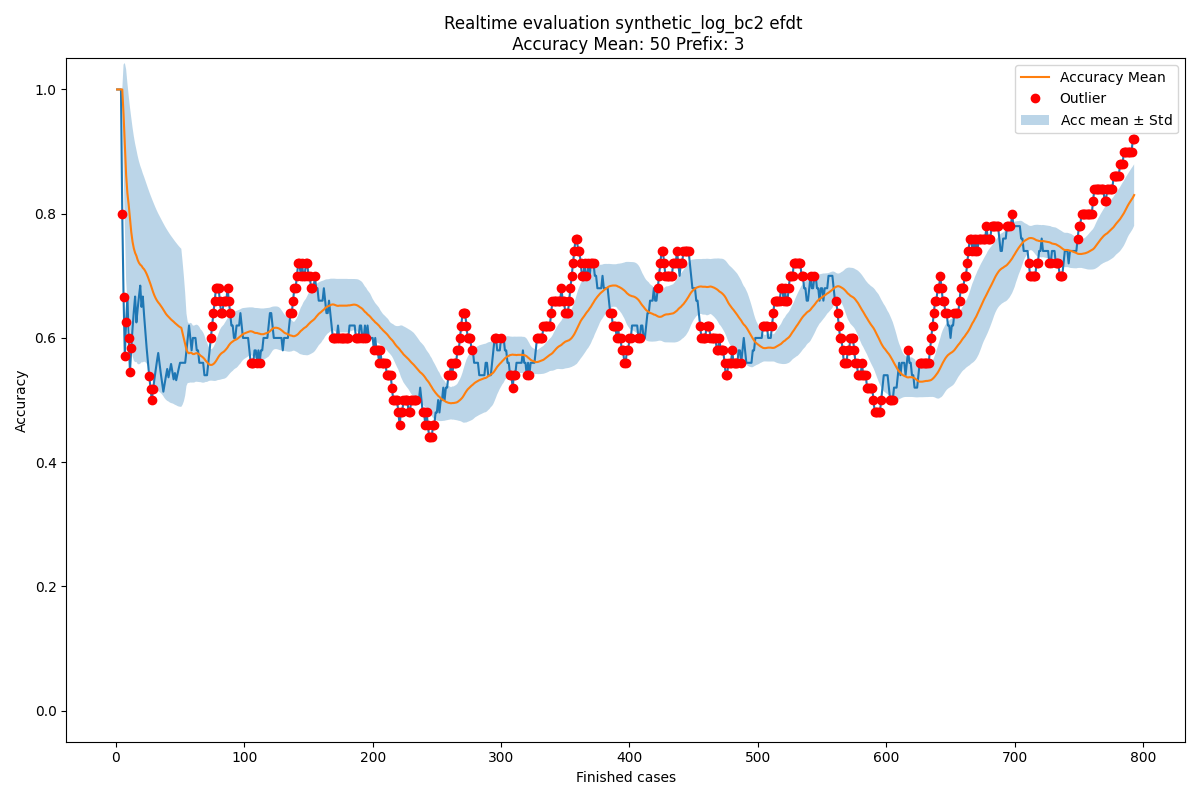 Realtime evaluation synthetic_log_bc2 efdt
Accuracy Mean: 50 Prefix: 3
Accuracy Mean
Outlier
Acc mean ± Std
1.0
0.8
0.6
0.4
0.2
0.0
Accuracy
0 100 200 300 400 500 600 700 800
Finished cases